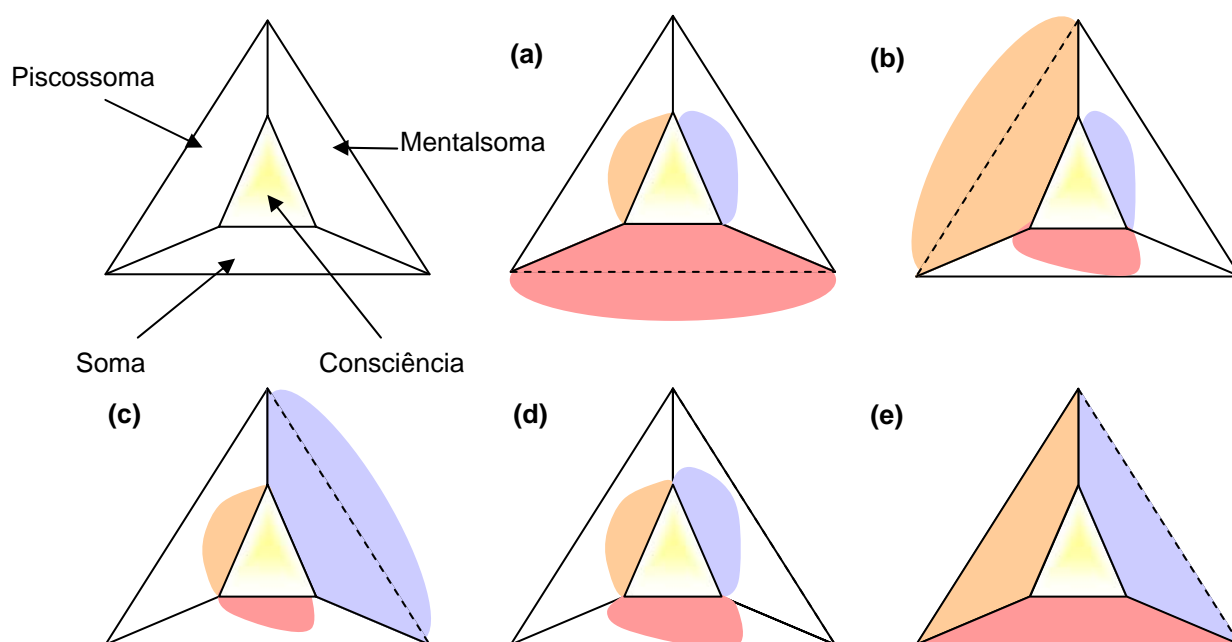 (a)
(b)
Piscossoma
Mentalsoma
Soma
Consciência
(c)
(d)
(e)